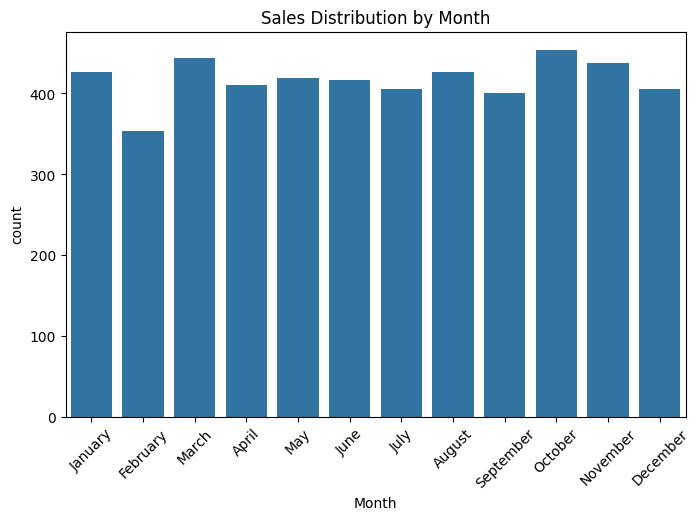 Sales Distribution by Month
count
400
300
200
100
0
January
February
March
April
May
June
July
August
September
October
November
December
Month